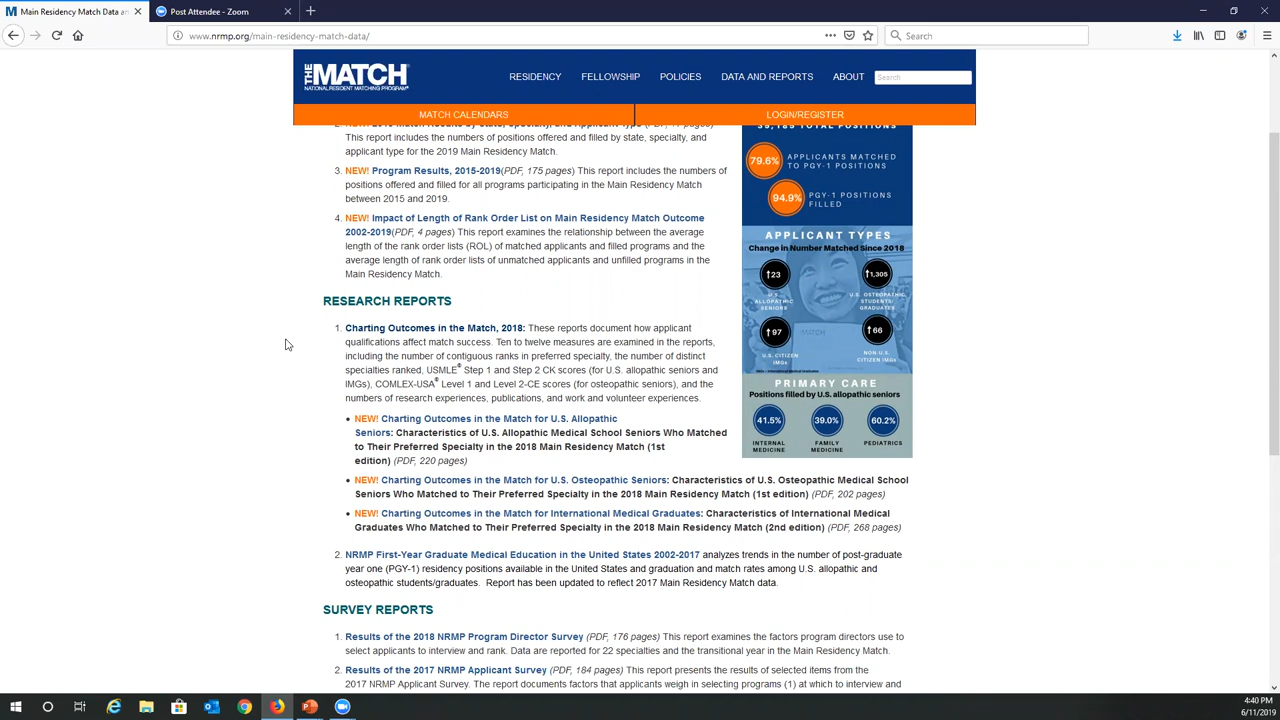 Main Residency Match Data an
Post Attendee - Zoom
www.nrmp.org/main-residency-match-data/
Search
THE MATCH
NATIONAL RESIDENT MATCHING PROGRAM®
RESIDENCY
FELLOWSHIP
POLICIES
DATA AND REPORTS
ABOUT
Search
MATCH CALENDARS
LOGIN/REGISTER
This report includes the numbers of positions offered and filled by state, specialty, and
applicant type for the 2019 Main Residency Match.
3. NEW! Program Results, 2015-2019(PDF, 175 pages) This report includes the numbers of
positions offered and filled for all programs participating in the Main Residency Match
between 2015 and 2019.
4. NEW! Impact of Length of Rank Order List on Main Residency Match Outcome
2002-2019(PDF, 4 pages) This report examines the relationship between the average
length of the rank order lists (ROL) of matched applicants and filled programs and the
average length of rank order lists of unmatched applicants and unfilled programs in the
Main Residency Match.
RESEARCH REPORTS
1. Charting Outcomes in the Match, 2018: These reports document how applicant
qualifications affect match success. Ten to twelve measures are examined in the reports,
including the number of contiguous ranks in preferred specialty, the number of distinct
specialties ranked, USMLE® Step 1 and Step 2 CK scores (for U.S. allopathic seniors and
IMGs), COMLEX-USA® Level 1 and Level 2-CE scores (for osteopathic seniors), and the
numbers of research experiences, publications, and work and volunteer experiences.
• NEW! Charting Outcomes in the Match for U.S. Allopathic
Seniors: Characteristics of U.S. Allopathic Medical School Seniors Who Matched
to Their Preferred Specialty in the 2018 Main Residency Match (1st
edition) (PDF, 220 pages)
• NEW! Charting Outcomes in the Match for U.S. Osteopathic Seniors: Characteristics of U.S. Osteopathic Medical School
Seniors Who Matched to Their Preferred Specialty in the 2018 Main Residency Match (1st edition) (PDF, 202 pages)
• NEW! Charting Outcomes in the Match for International Medical Graduates: Characteristics of International Medical
Graduates Who Matched to Their Preferred Specialty in the 2018 Main Residency Match (2nd edition) (PDF, 268 pages)
2. NRMP First-Year Graduate Medical Education in the United States 2002-2017 analyzes trends in the number of post-graduate
year one (PGY-1) residency positions available in the United States and graduation and match rates among U.S. allopathic and
osteopathic students/graduates. Report has been updated to reflect 2017 Main Residency Match data.
SURVEY REPORTS
1. Results of the 2018 NRMP Program Director Survey (PDF, 176 pages) This report examines the factors program directors use to
select applicants to interview and rank. Data are reported for 22 specialties and the transitional year in the Main Residency Match.
2. Results of the 2017 NRMP Applicant Survey (PDF, 184 pages) This report presents the results of selected items from the
2017 NRMP Applicant Survey. The report documents factors that applicants weigh in selecting programs (1) at which to interview and
TOTAL POSITIONS
79.6%
APPLICANTS MATCHED
TO PGY-1 POSITIONS
94.9%
PGY-1 POSITIONS
FILLED
APPLICANT TYPES
Change in Number Matched Since 2018
↑23
↑1,305
U.S.
ALLOPATHIC
SENIORS
U.S. OSTEOPATHIC
STUDENTS/
GRADUATES
↑97
↑66
U.S. CITIZEN
IMGs
NON-U.S.
CITIZEN IMGs
PRIMARY CARE
Positions filled by U.S. allopathic seniors
41.5%
39.0%
60.2%
INTERNAL
MEDICINE
FAMILY
MEDICINE
PEDIATRICS
4:40 PM
6/11/2019